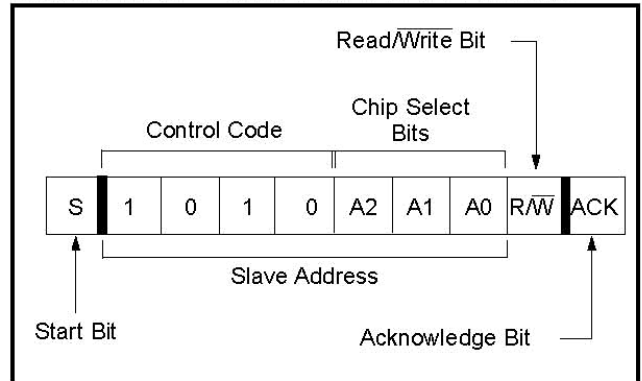 Read/Write Bit
Chip Select
Bits
Control Code
S 1 0 1 0 A2 A1 A0 R/W ACK
Slave Address
Start Bit
Acknowledge Bit